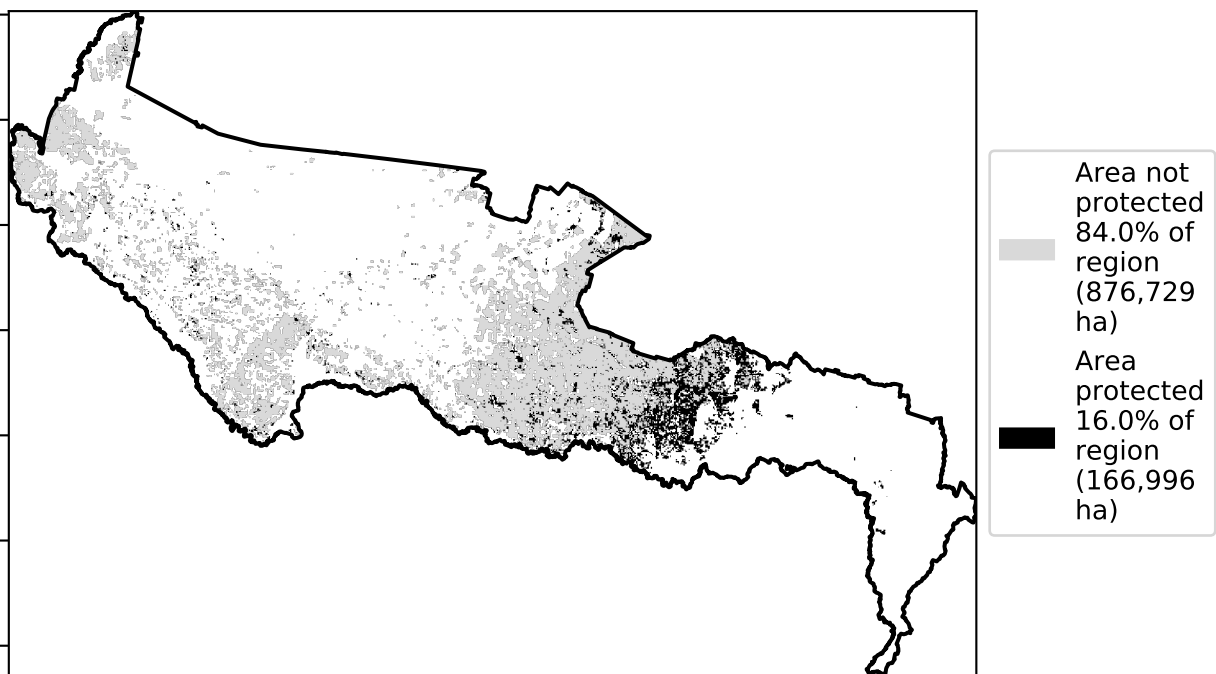 Area not
protected
84.0% of
region
(876,729
ha)
Area
protected
16.0% of
region
(166,996
ha)